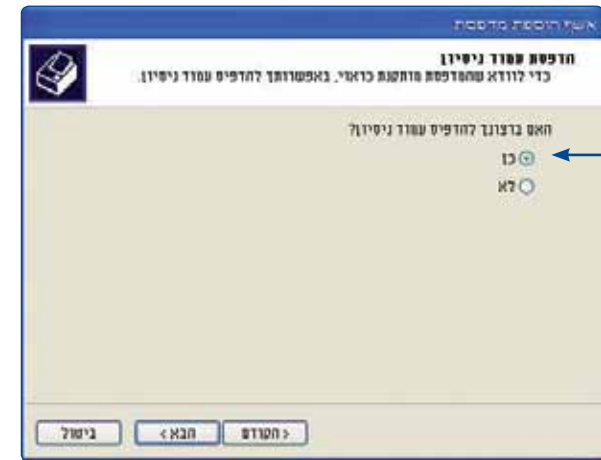 אשף הוספת מדפסת
הדפסת עמוד ניסיון
כדי לוודא שהמדפסת מותקנת כראוי, באפשרותך להדפיס עמוד ניסיון.
האם ברצונך להדפיס עמוד ניסיון?
כן
לא
< הקודם
הבא >
ביטול